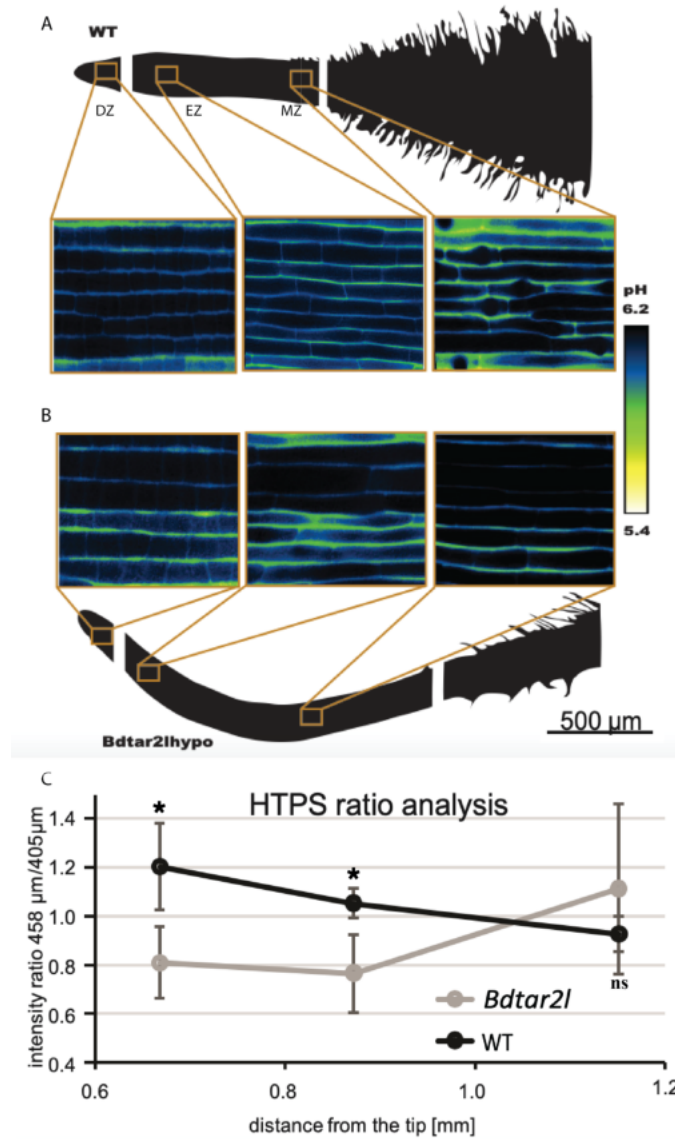 A
WT
DZ EZ MZ
pH
6.2
5.4
B
Bdtar2lhypo
500 µm
C
HTPS ratio analysis
intensity ratio 458 µm/405µm
1.4
1.2
1.0
0.8
0.6
0.4
*
*
ns
Bdtar2l
WT
0.6 0.8 1.0 1.2
distance from the tip [mm]